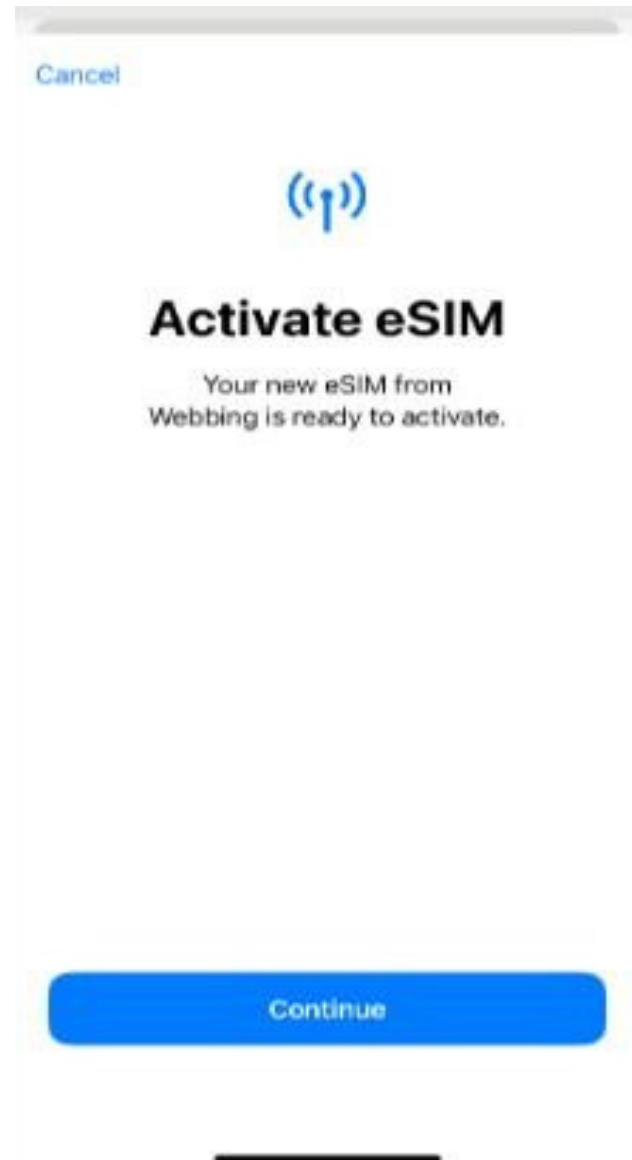 Cancel
Activate eSIM
Your new eSIM from
Webbing is ready to activate.
Continue